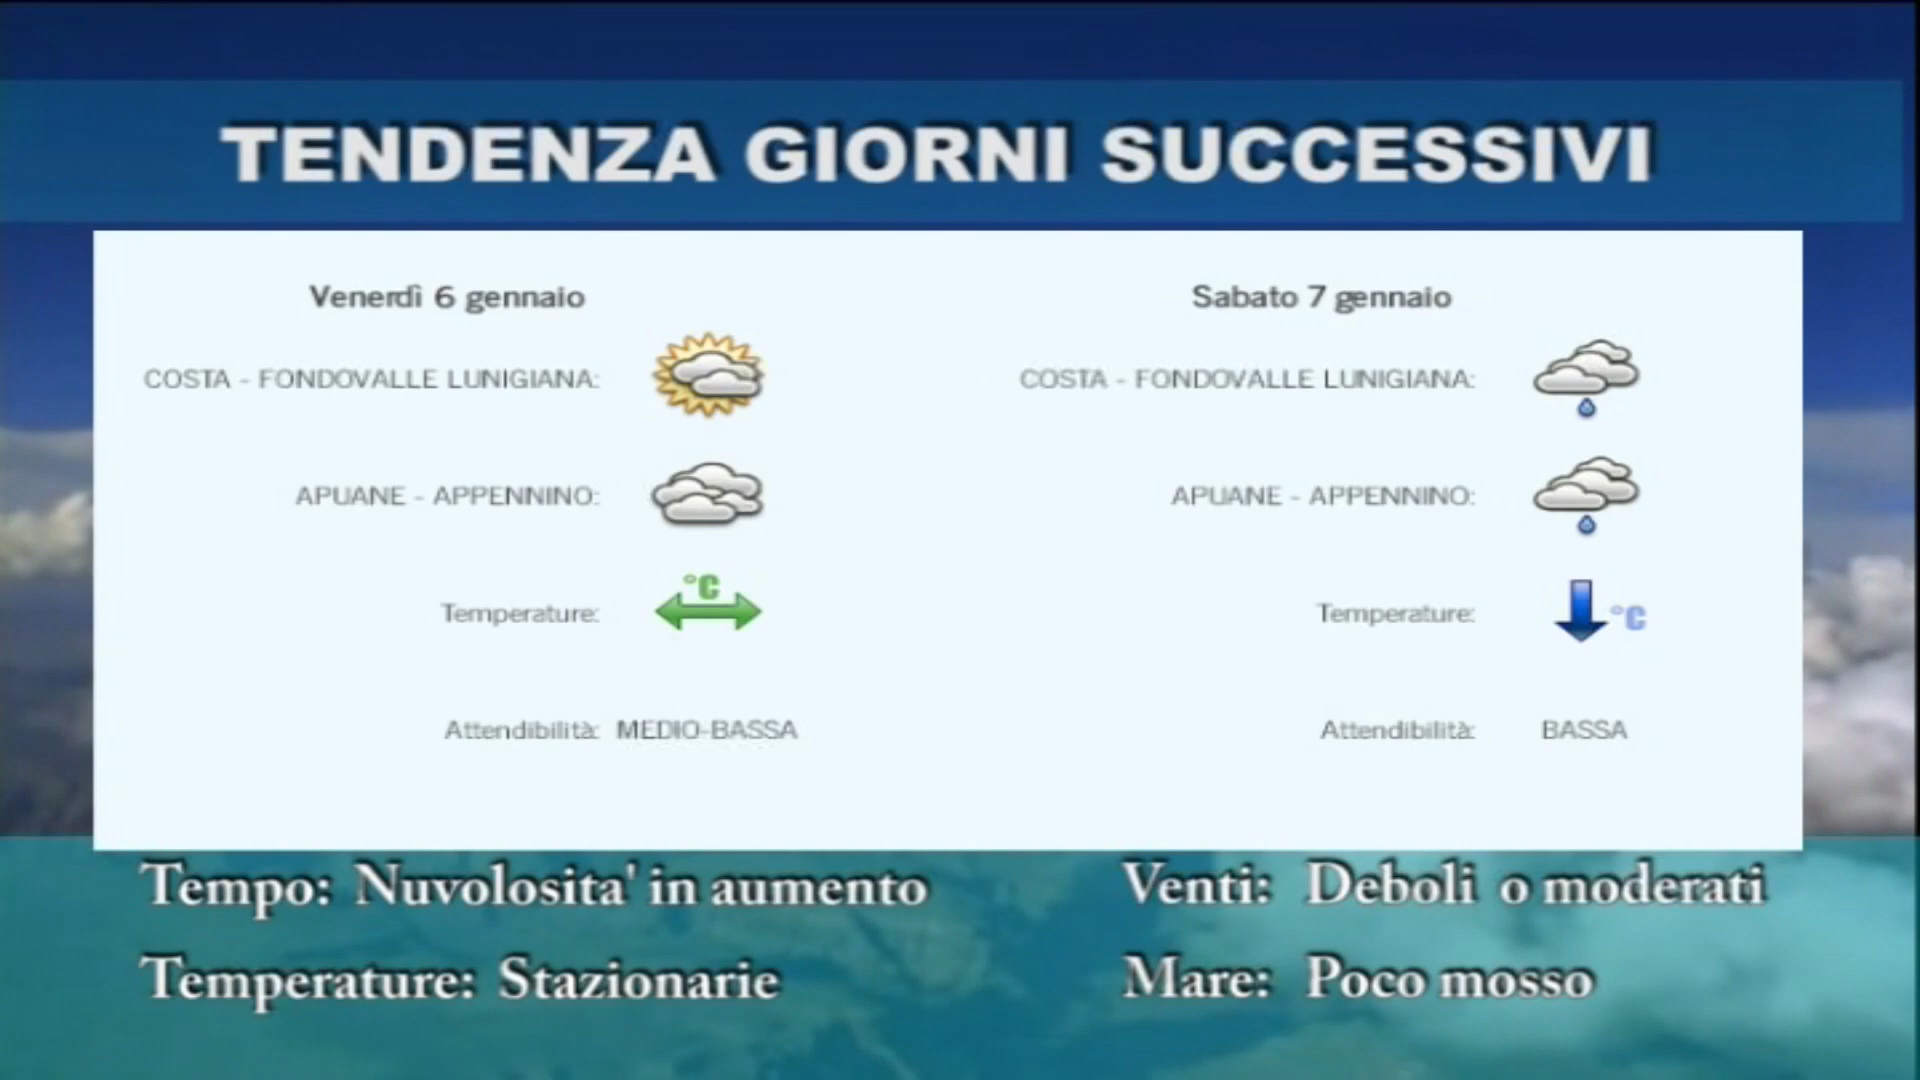 TENDENZA GIORNI SUCCESSIVI
Venerdì 6 gennaio
COSTA - FONDOVALLE LUNIGIANA:
APUANE - APPENNINO:
°C
Temperature:
Attendibilità: MEDIO-BASSA
Sabato 7 gennaio
COSTA - FONDOVALLE LUNIGIANA:
APUANE - APPENNINO:
Temperature: °C
Attendibilità: BASSA
Tempo: Nuvolosita' in aumento
Temperature: Stazionarie
Venti: Deboli o moderati
Mare: Poco mosso